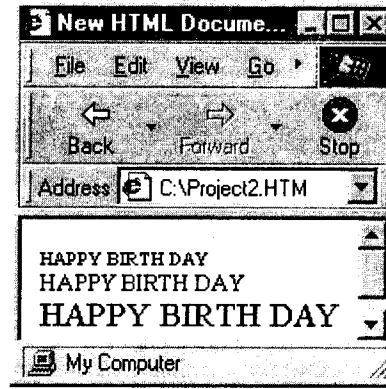 New HTML Docume...
File Edit View Go
Back Forward Stop
Address C:\Project2.HTM
HAPPY BIRTH DAY
HAPPY BIRTH DAY
HAPPY BIRTH DAY
My Computer